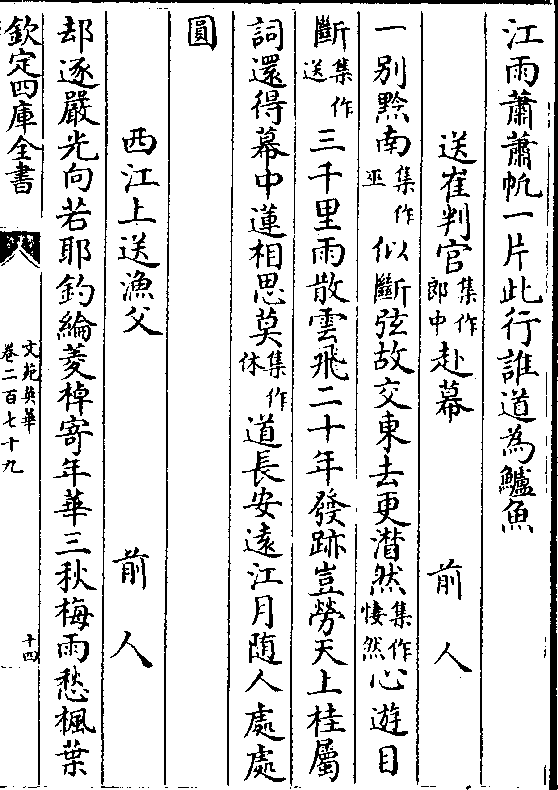 江雨蕭蕭帆一片此行誰道為鱸魚
送崔判官集作郎中赴幕　前人
一别黔南集作巫似斷弦故交東去更潸然集作悽然心遊目
斷集作送三千里雨散雲飛二十年發跡豈勞天上桂屬
詞還得幕中蓮相思莫集作休道長安遠江月随人處處
圓
西江上送漁父　前人
却逐嚴光向若耶釣綸菱棹寄年華三秋梅雨愁楓葉
欽定四庫全書
文苑英華
卷二百七十九
十四